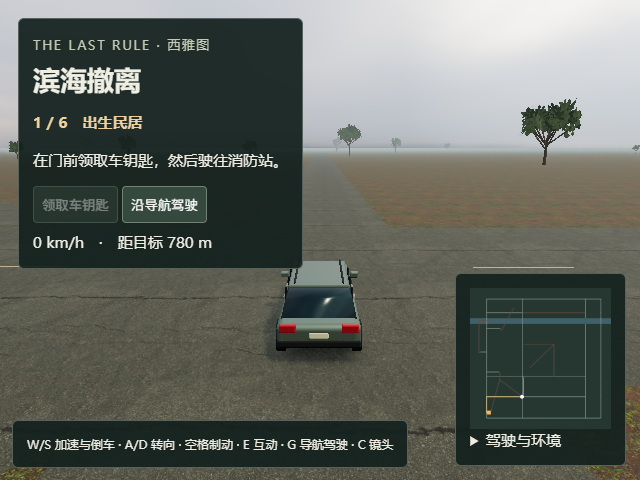 THE LAST RULE · 西雅图
滨海撤离
1 / 6 出生民居
在门前领取车钥匙，然后驶往消防站。
领取车钥匙 沿导航驾驶
0 km/h · 距目标 780 m
▶ 驾驶与环境
W/S 加速与倒车 · A/D 转向 · 空格制动 · E 互动 · G 导航驾驶 · C 镜头